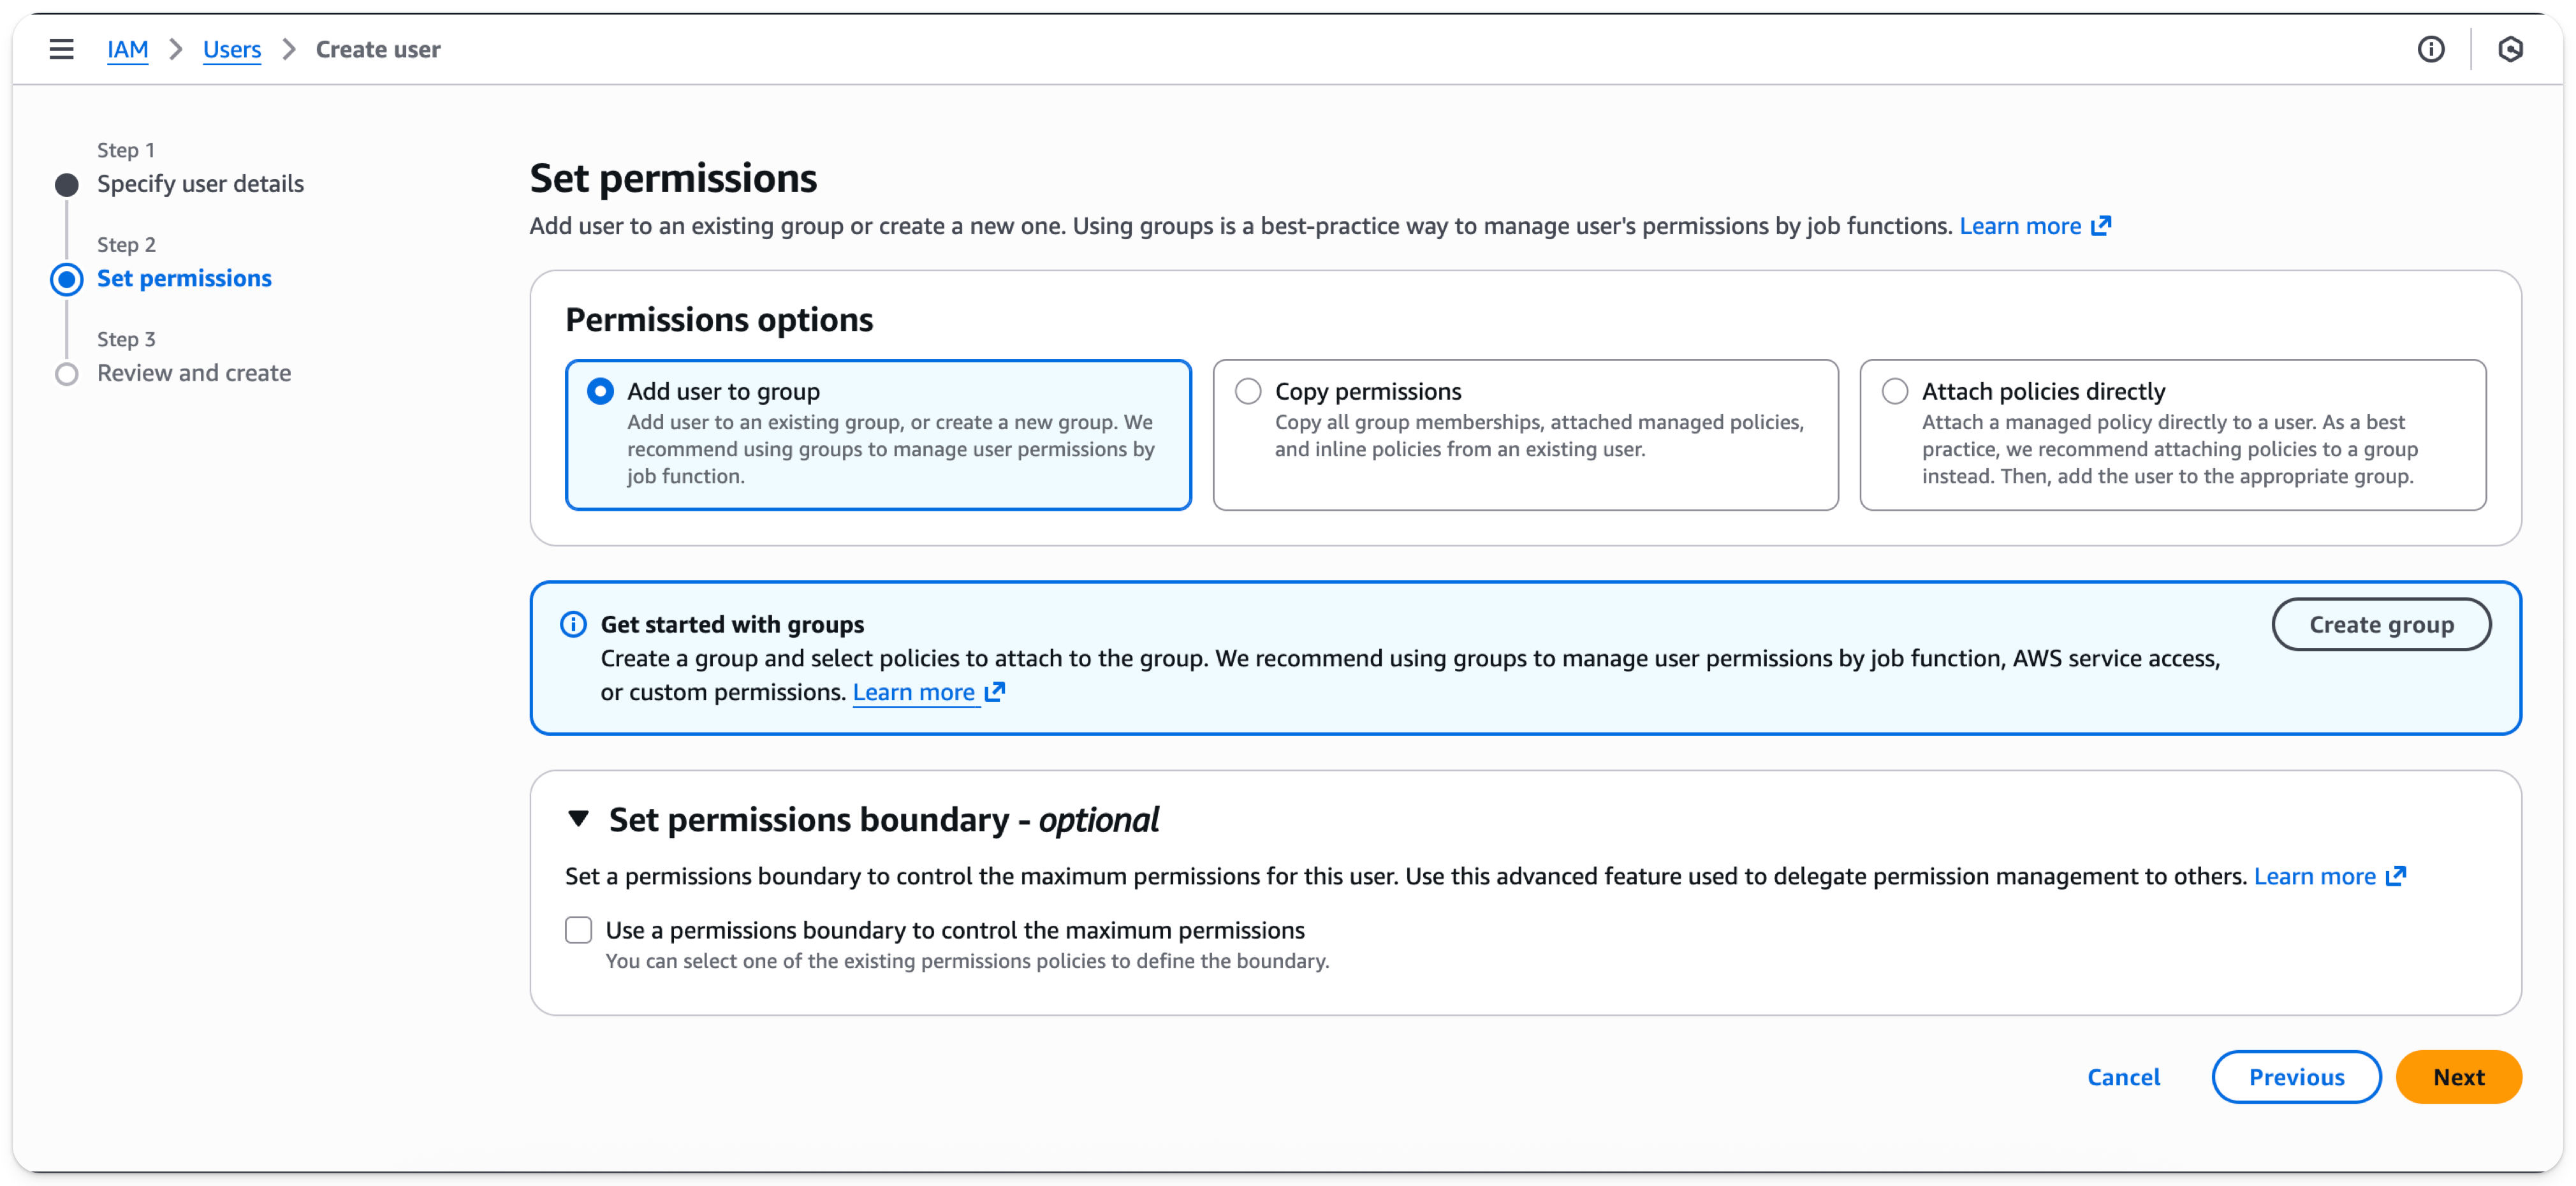 IAM > Users > Create user
Step 1
Specify user details
Step 2
Set permissions
Step 3
Review and create
Set permissions
Add user to an existing group or create a new one. Using groups is a best-practice way to manage user's permissions by job functions. Learn more
Permissions options
Add user to group
Add user to an existing group, or create a new group. We
recommend using groups to manage user permissions by
job function.
Copy permissions
Copy all group memberships, attached managed policies,
and inline policies from an existing user.
Attach policies directly
Attach a managed policy directly to a user. As a best
practice, we recommend attaching policies to a group
instead. Then, add the user to the appropriate group.
Get started with groups
Create a group and select policies to attach to the group. We recommend using groups to manage user permissions by job function, AWS service access,
or custom permissions. Learn more
Create group
Set permissions boundary - optional
Set a permissions boundary to control the maximum permissions for this user. Use this advanced feature used to delegate permission management to others. Learn more
Use a permissions boundary to control the maximum permissions
You can select one of the existing permissions policies to define the boundary.
Cancel
Previous
Next